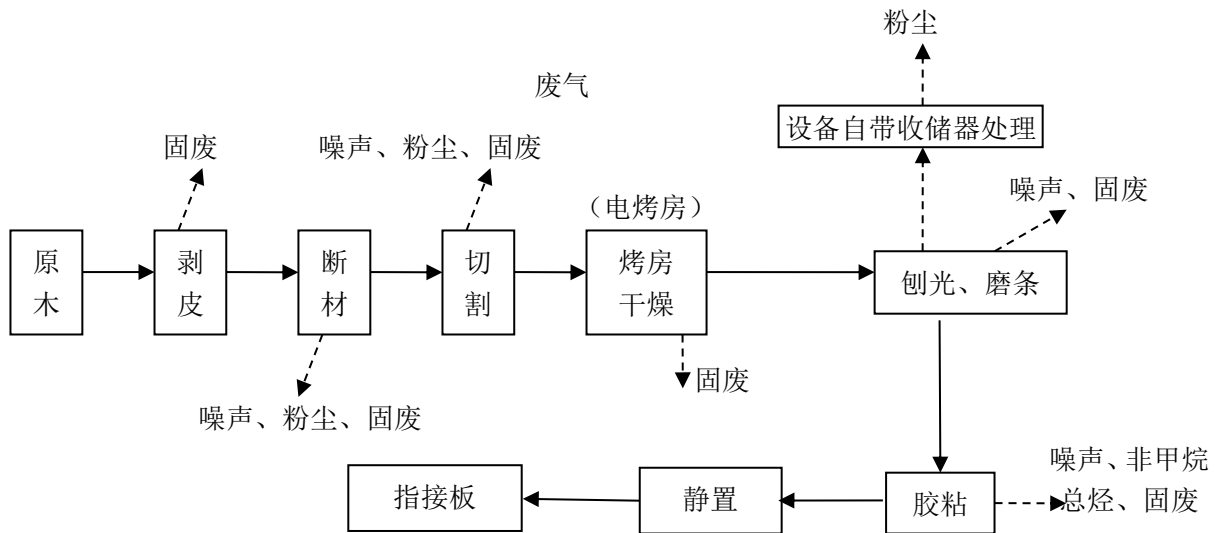 粉尘
废气
设备自带收储器处理
固废
噪声、粉尘、固废
噪声、固废
（电烤房）
原
木
剥
皮
断
材
切
割
烤房
干燥
刨光、磨条
固废
噪声、粉尘、固废
噪声、非甲烷
总烃、固废
指接板
静置
胶粘